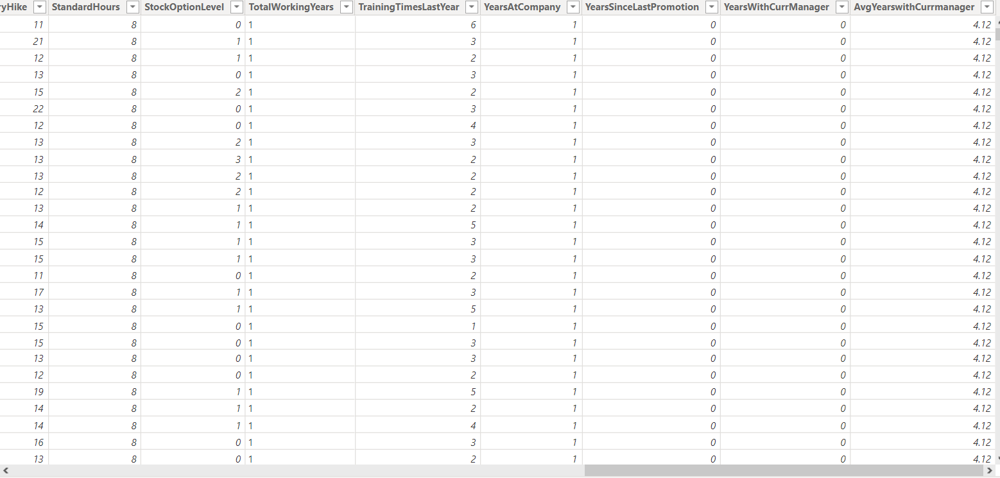 ryHike StandardHours StockOptionLevel TotalWorkingYears TrainingTimesLastYear YearsAtCompany YearsSinceLastPromotion YearsWithCurrManager AvgYearswithCurrmanager
11 8 0 1 6 1 0 0 4.12
21 8 1 1 3 1 0 0 4.12
12 8 1 1 2 1 0 0 4.12
13 8 0 1 3 1 0 0 4.12
15 8 2 1 2 1 0 0 4.12
22 8 0 1 3 1 0 0 4.12
12 8 0 1 4 1 0 0 4.12
13 8 2 1 3 1 0 0 4.12
13 8 3 1 2 1 0 0 4.12
13 8 2 1 2 1 0 0 4.12
12 8 2 1 2 1 0 0 4.12
13 8 1 1 2 1 0 0 4.12
14 8 1 1 5 1 0 0 4.12
15 8 1 1 3 1 0 0 4.12
15 8 1 1 3 1 0 0 4.12
11 8 0 1 2 1 0 0 4.12
17 8 1 1 3 1 0 0 4.12
13 8 1 1 5 1 0 0 4.12
15 8 0 1 1 1 0 0 4.12
15 8 0 1 3 1 0 0 4.12
13 8 0 1 3 1 0 0 4.12
12 8 0 1 2 1 0 0 4.12
19 8 1 1 5 1 0 0 4.12
14 8 1 1 2 1 0 0 4.12
14 8 1 1 4 1 0 0 4.12
16 8 0 1 3 1 0 0 4.12
13 8 0 1 2 1 0 0 4.12